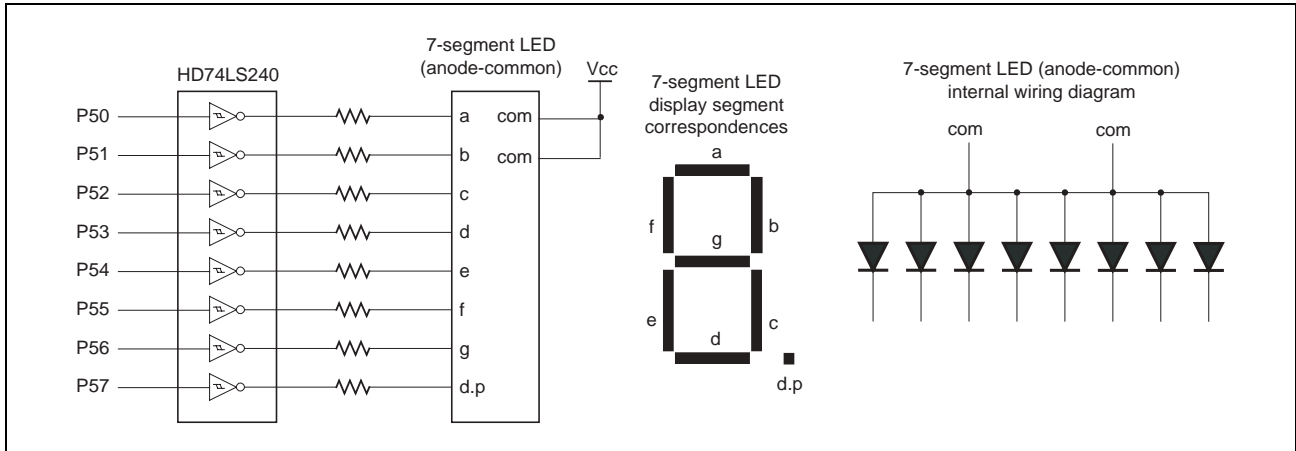 HD74LS240
7-segment LED
(anode-common)
Vcc
P50
a
com
P51
b
com
P52
c
P53
d
P54
e
P55
f
P56
g
P57
d.p
7-segment LED
display segment
correspondences
a
f
b
g
e
c
d
d.p
7-segment LED (anode-common)
internal wiring diagram
com
com